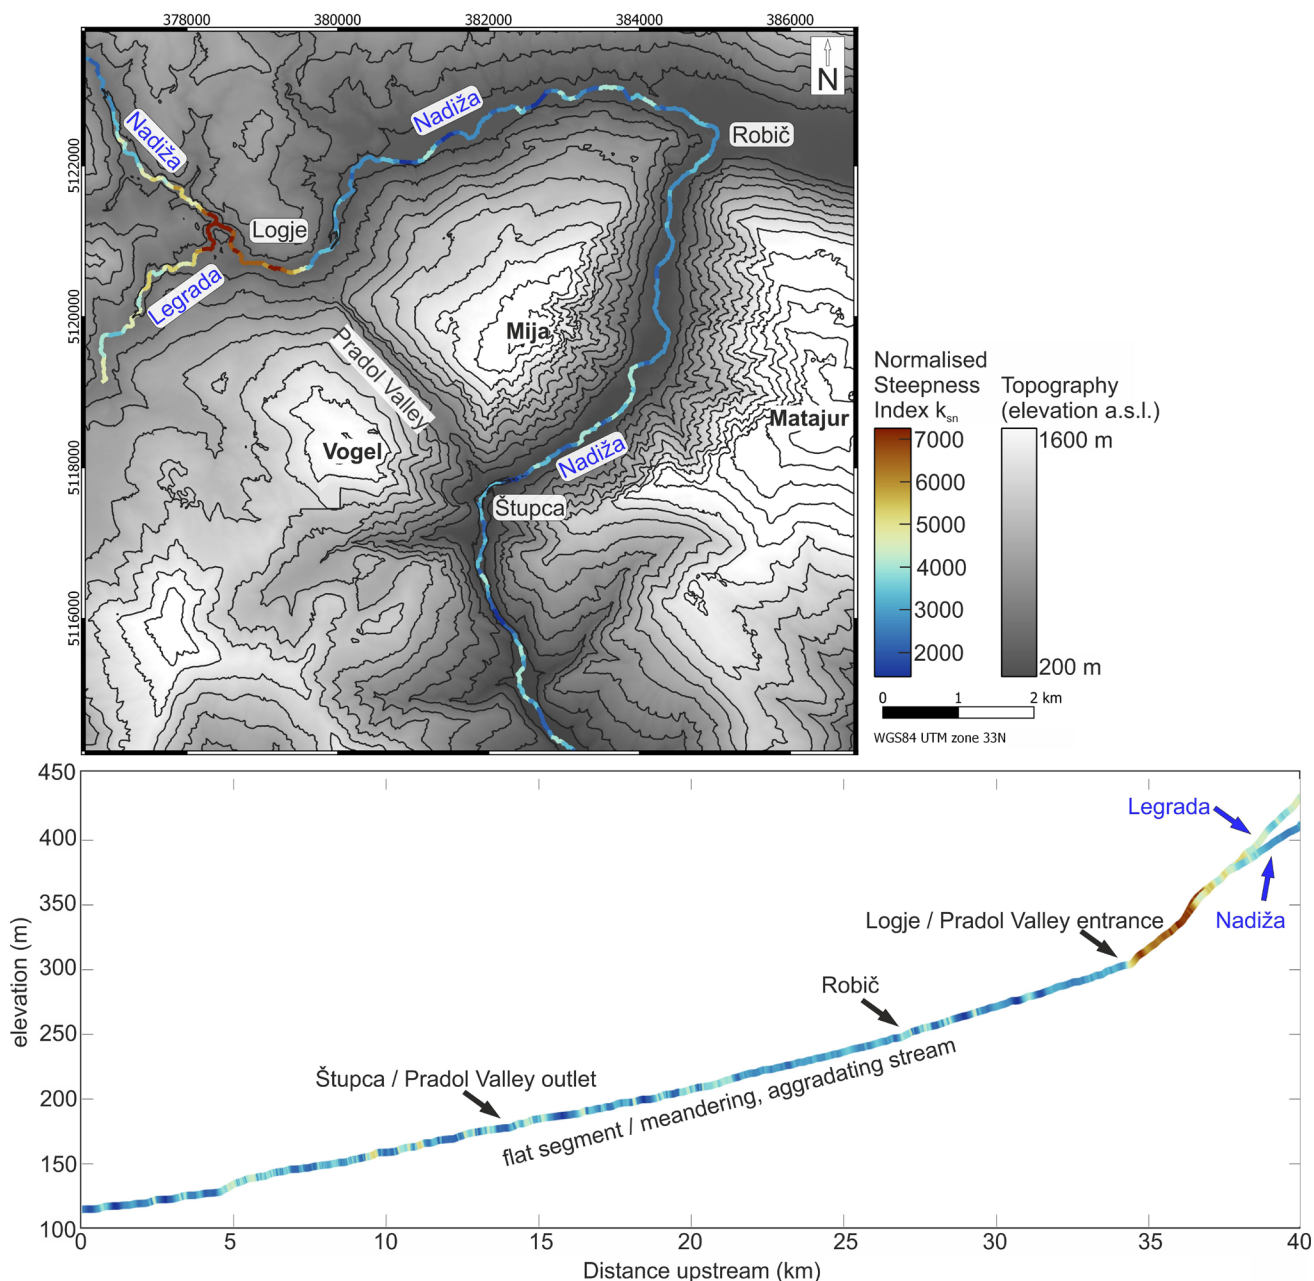 378000 380000 382000 384000 386000
N
5122000
5120000
5118000
5116000
Nadiža
Nadiža
Robič
Logje
Legrada
Mija
Pradol Valley
Vogel
Matajur
Nadiža
Štupca
Normalised
Steepness
Index ksn
7000
6000
5000
4000
3000
2000
Topography
(elevation a.s.l.)
1600 m
200 m
0 1 2 km
WGS84 UTM zone 33N
450
400
350
300
250
200
150
100
elevation (m)
Legrada
Nadiža
Logje / Pradol Valley entrance
Robič
Štupca / Pradol Valley outlet
flat segment / meandering, aggradating stream
0 5 10 15 20 25 30 35 40
Distance upstream (km)